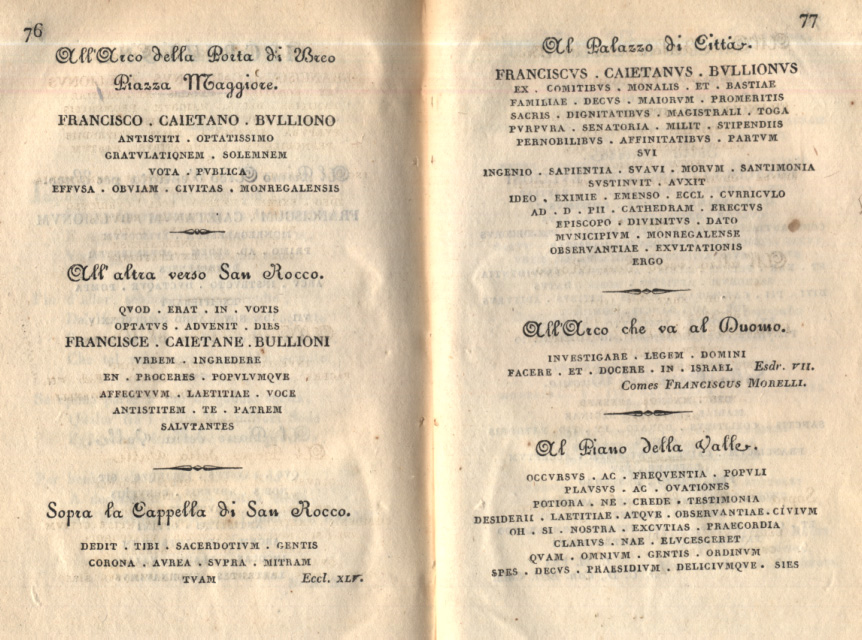 76
All'Arco della Porta di Breo
Piazza Maggiore.
FRANCISCO . CAIETANO . BVLLIONO
ANTISTITI . OPTATISSIMO
GRATVLATIQNEM . SOLEMNEM
VOTA . PVBLICA
EFFVSA . OBVIAM . CIVITAS . MONREGALENSIS
All' altra verso San Rocco.
QVOD . ERAT . IN . VOTIS
OPTATVS . ADVENIT . DIES
FRANCISCE . CAIETANE . BULLIONI
VRBEM . INGREDERE
EN . PROCERES . POPVLVMQVE
AFFECTVVM . LAETITIAE . VOCE
ANTISTITEM . TE . PATREM
SALVTANTES
Sopra la Cappella di San Rocco.
DEDIT . TIBI . SACERDOTIVM . GENTIS
CORONA . AVREA . SVPRA . MITRAM
TVAM Eccl. XLV.
77
Al Palazzo di Città.
FRANCISCVS . CAIETANVS . BVLLIONVS
EX . COMITIBVS . MONALIS . ET . BASTIAE
FAMILIAE . DECVS . MAIORVM . PROMERITIS
SACRIS . DIGNITATIBVS . MAGISTRALI . TOGA
PVRPVRA . SENATORIA . MILIT . STIPENDIIS
PERNOBILIBVS . AFFINITATIBVS . PARTVM
SVI
INGENIO . SAPIENTIA . SVAVI . MORVM . SANTIMONIA
SVSTINVIT . AVXIT
IDEO . EXIMIE . EMENSO . ECCL . CVRRICVLO
AD . D . PII . CATHEDRAM . ERECTVS
EPISCOPO . DIVINITVS . DATO
MVNICIPIVM . MONREGALENSE
OBSERVANTIAE . EXVLTATIONIS
ERGO
All'Arco che va al Duomo.
INVESTIGARE . LEGEM . DOMINI
FACERE . ET . DOCERE . IN . ISRAEL Esdr. VII.
Comes FRANCISCUS MORELLI.
Al Piano della Valle.
OCCVRSVS . AC . FREQVENTIA . POPVLI
PLAVSVS . AC . OVATIONES
POTIORA . NE . CREDE . TESTIMONIA
DESIDERII . LAETITIAE . ATQVE . OBSERVANTIAE . CIVIVM
OH . SI . NOSTRA . EXCVTIAS . PRAECORDIA
CLARIVS . NAE . ELVCESCERET
QVAM . OMNIVM . GENTIS . ORDINVM
SPES . DECVS . PRAESIDIVM . DELICIVMQVE . SIES